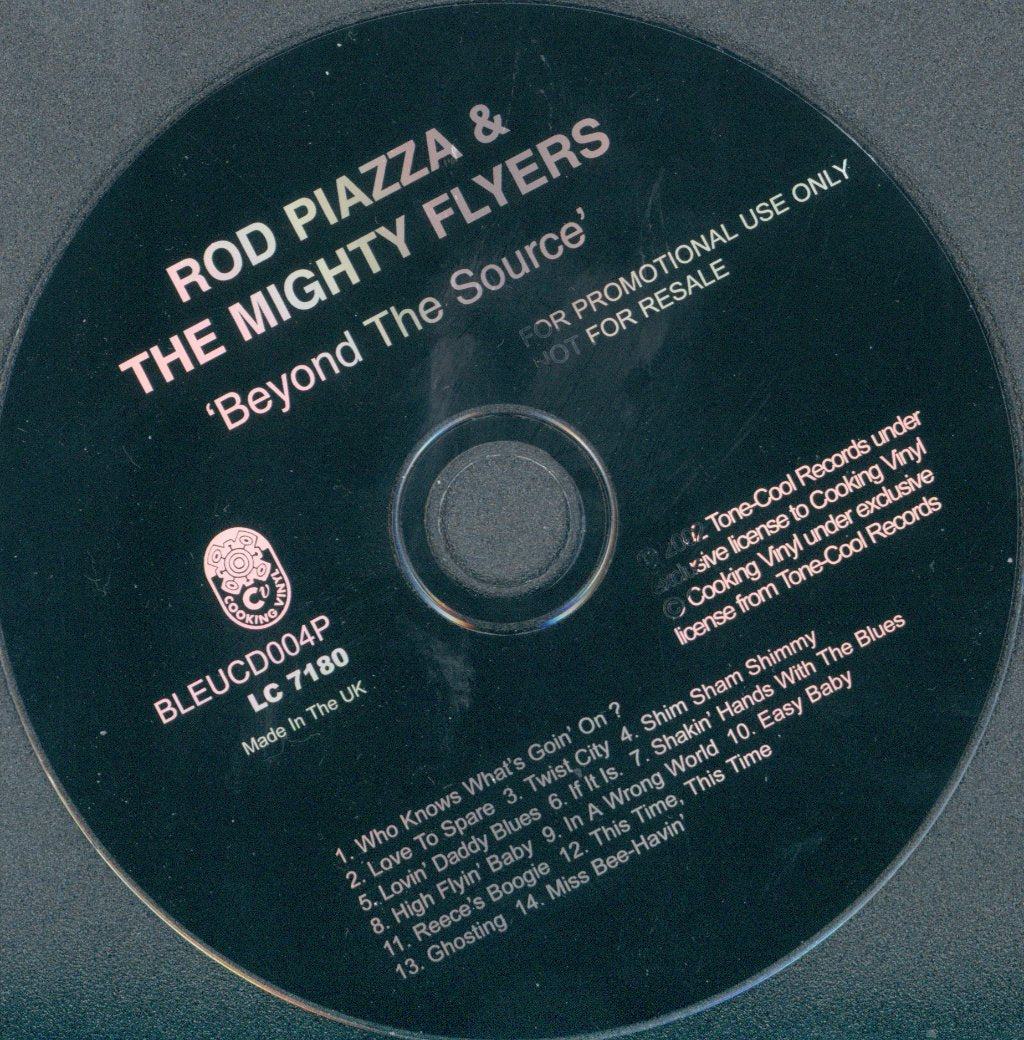 ROD PIAZZA &
THE MIGHTY FLYERS
‘Beyond The Source’
FOR PROMOTIONAL USE ONLY
NOT FOR RESALE
Tone-Cool Records under
license to Cooking Vinyl
© Cooking Vinyl under exclusive
license from Tone-Cool Records
CV
COOKING VINYL
BLEUCD004P
LC 7180
Made In The UK
1. Who Knows What's Goin' On ?
2. Love To Spare 3. Twist City 4. Shim Sham Shimmy
5. Lovin' Daddy Blues 6. If It Is. 7. Shakin' Hands With The Blues
8. High Flyin' Baby 9. In A Wrong World 10. Easy Baby
11. Reece's Boogie 12. This Time, This Time
13. Ghosting 14. Miss Bee-Havin'